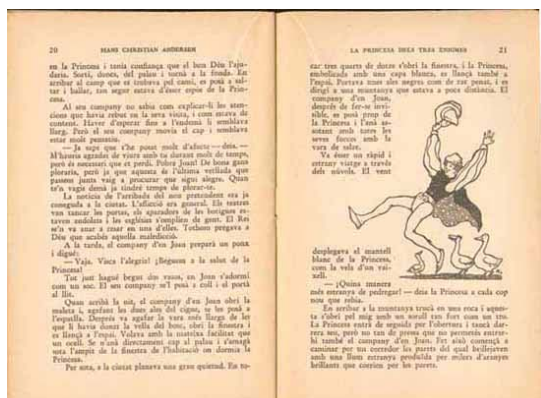 20 HANS CHRISTIAN ANDERSEN
en la Princesa i tenia confiança que el bon Déu l'aju-
daria. Sortí, doncs, del palau i tornà a la fonda. En
arribar al camp que es trobava pel camí, es posà a sal-
tar i ballar, tan segur estava d'ésser espòs de la Prin-
cesa.
Al seu company no sabia com explicar-li les aten-
cions que havia rebut en la seva visita, i com estava de
content. Haver d'esperar fins a l'endemà li semblava
llarg. Però el seu company movia el cap i semblava
estar molt pensatiu.
— Ja saps que t'he posat molt d'afecte — deia. —
M'hauria agradat de viure amb tu durant molt de temps,
però és necessari que et perdi. Pobre Joan! De bona gana
ploraria, però ja que aquesta és l'última vetllada que
passem junts vaig a procurar que sigui alegre. Quan
te'n vagis demà ja tindré temps de plorar-te.
La notícia de l'arribada del nou pretendent era ja
coneguda a la ciutat. L'aflicció era general. Els teatres
van tancar les portes, els aparadors de les botigues es-
taven endolats i les esglésies s'omplien de gent. El Rei
se'n va anar a resar en una d'elles. Tothom pregava a
Déu que acabés aquella maledicció.
A la tarda, el company d'en Joan preparà un ponx
i digué:
— Vaja. Visca l'alegria! ¡Beguem a la salut de la
Princesa!
Tot just hagué begut dos vasos, en Joan s'adormí
com un soc. El seu company se'l posà a coll i el portà
al llit.
Quan arribà la nit, el company d'en Joan obrí la
maleta i, agafant les dues ales del cigne, se les posà a
l'espatlla. Després va agafar la vara més llarga de les
que li havia donat la vella del bosc, obrí la finestra i
es llançà a l'espai. Volava amb la mateixa facilitat que
un ocell. Se n'anà directament cap al palau i s'amagà
sota l'ampit de la finestra de l'habitació on dormia la
Princesa.
Per sota, a la ciutat planava una gran quietud. En to-
LA PRINCESA DELS TRES ENIGMES 21
car tres quarts de dotze s'obrí la finestra, i la Princesa,
embolicada amb una capa blanca, es llançà també a
l'espai. Portava unes ales negres com de rat penat, i es
dirigí a una muntanya que estava a poca distància. El
company d'en Joan,
després de fer-se invi-
sible, es posà prop de
la Princesa i l'anà as-
sotant amb totes les
seves forces amb la
vara de salze.
Va ésser un ràpid i
estrany viatge a través
dels núvols. El vent
desplegava el mantell
blanc de la Princesa,
com la vela d'un vai-
xell.
— ¡Quina manera
més estranya de pedregar! — deia la Princesa a cada cop
nou que rebia.
En arribar a la muntanya trucà en una roca i aques-
ta s'obrí pel mig amb un soroll tan fort com un tro.
La Princesa entrà de seguida per l'obertura i tancà dar-
rera seu, però no tan de pressa que no permetés entrar-
hi també el company d'en Joan. Fet això començà a
caminar per un corredor les parets del qual brillejaven
amb una llum estranya produïda per milers d'aranyes
brillants que corrien per les parets.